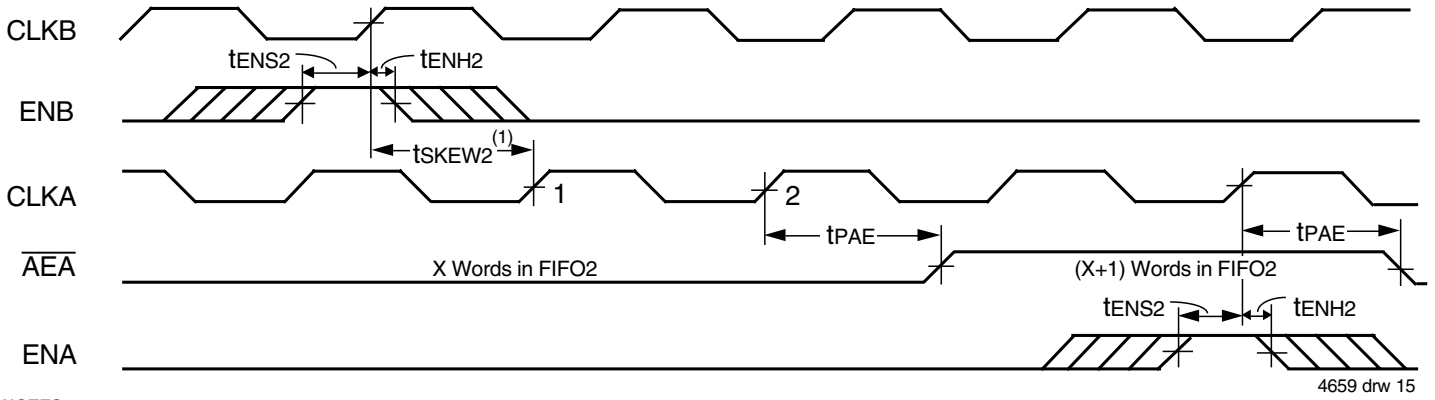 CLKB
tENS2
tENH2
ENB
tSKEW2
(1)
CLKA
1
2
tPAE
tPAE
AEA
X Words in FIFO2
(X+1) Words in FIFO2
tENS2
tENH2
ENA
4659 drw 15